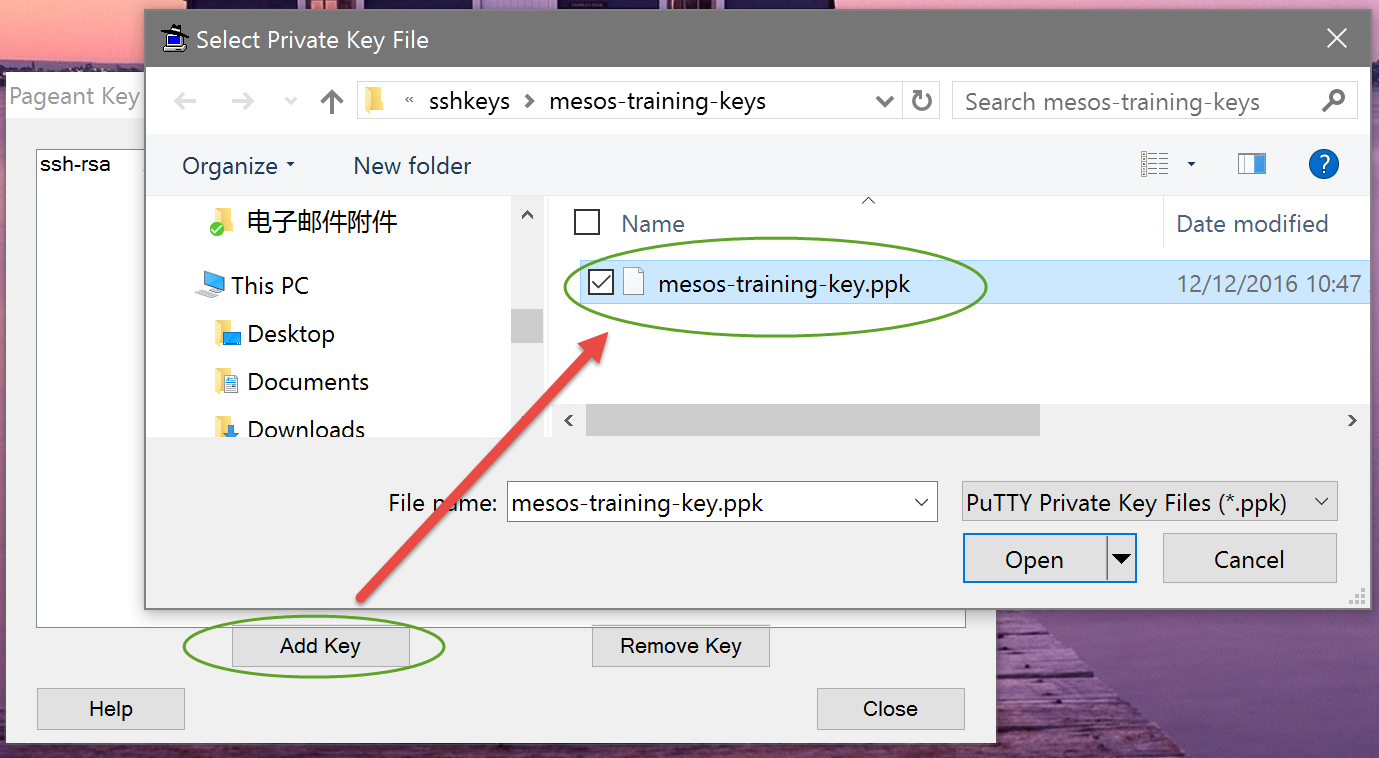 Select Private Key File
Pageant Key
« sshkeys > mesos-training-keys
Search mesos-training-keys
Organize
New folder
?
ssh-rsa
电子邮件附件
This PC
Desktop
Documents
Downloads
Name
Date modified
mesos-training-key.ppk
12/12/2016 10:47
File name:
mesos-training-key.ppk
PuTTY Private Key Files (*.ppk)
Open
Cancel
Add Key
Remove Key
Help
Close